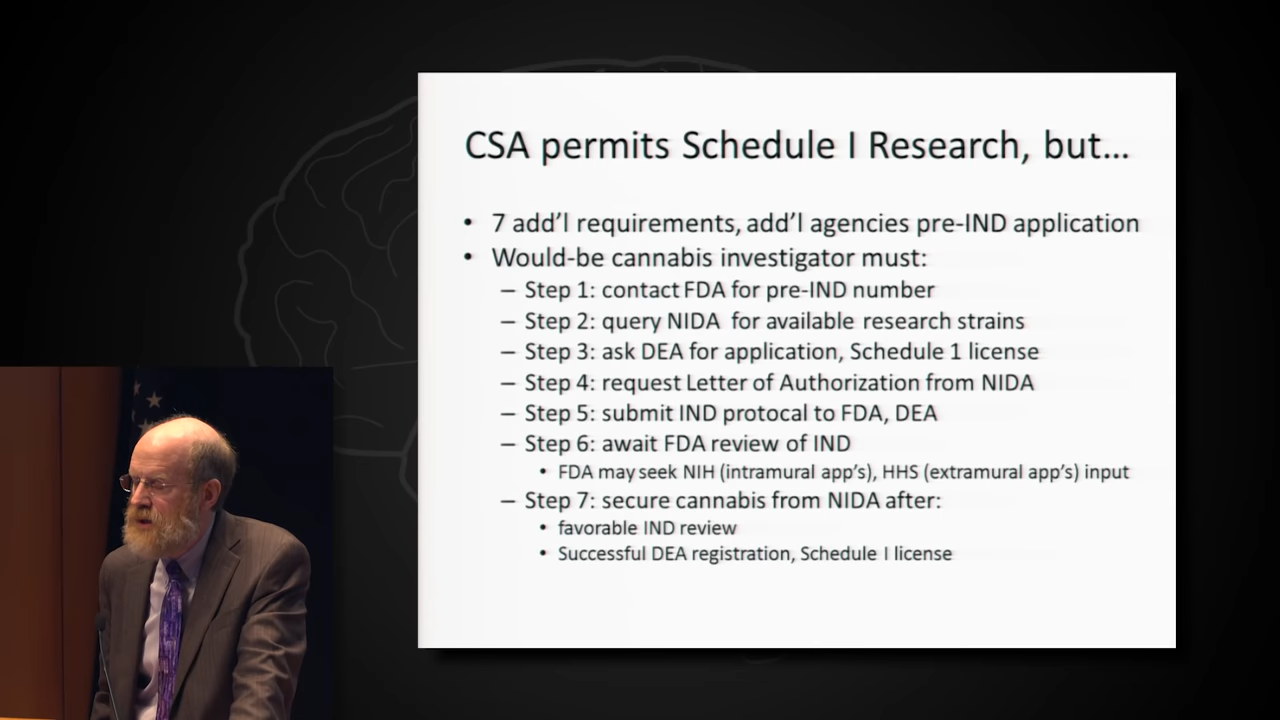 CSA permits Schedule I Research, but...
• 7 add'l requirements, add'l agencies pre-IND application
• Would-be cannabis investigator must:
– Step 1: contact FDA for pre-IND number
– Step 2: query NIDA for available research strains
– Step 3: ask DEA for application, Schedule 1 license
– Step 4: request Letter of Authorization from NIDA
– Step 5: submit IND protocal to FDA, DEA
– Step 6: await FDA review of IND
• FDA may seek NIH (intramural app's), HHS (extramural app's) input
– Step 7: secure cannabis from NIDA after:
• favorable IND review
• Successful DEA registration, Schedule I license